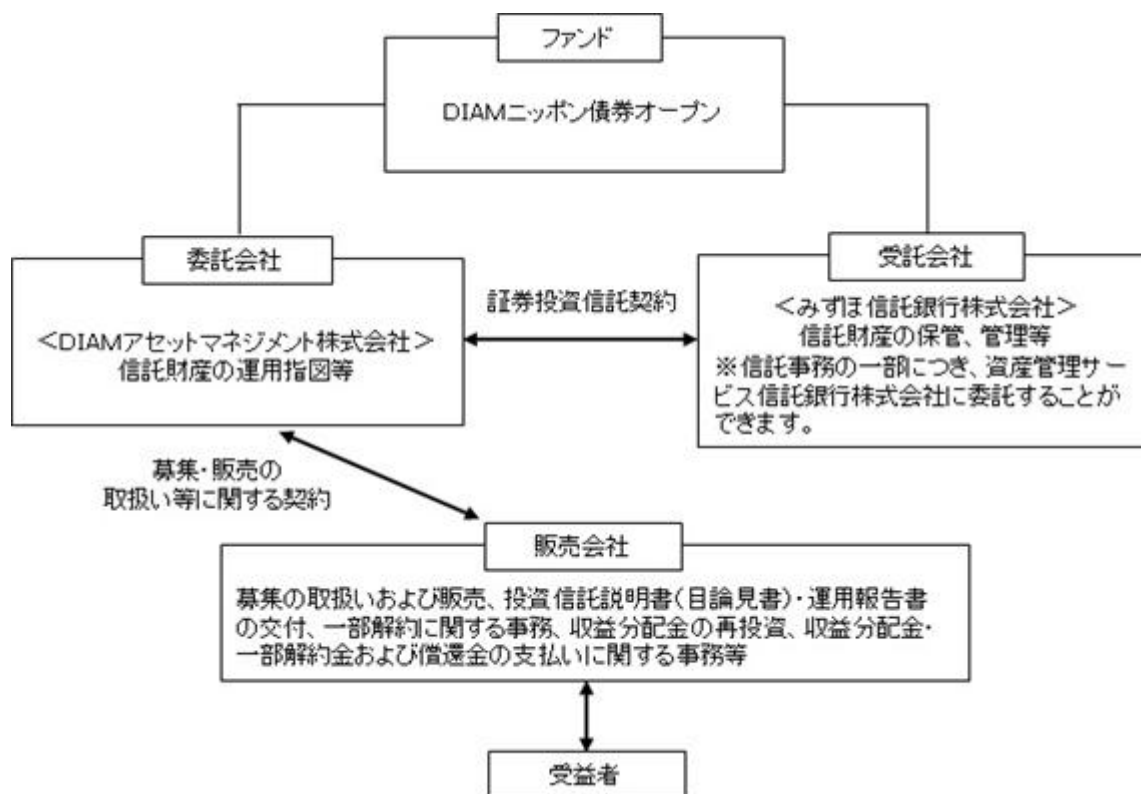 ファンド
DIAMニッポン債券オープン
委託会社
<DIAMアセットマネジメント株式会社>
信託財産の運用指図等
証券投資信託契約
受託会社
<みずほ信託銀行株式会社>
信託財産の保管、管理等
※信託事務の一部につき、資産管理サー
ビス信託銀行株式会社に委託することが
できます。
募集・販売の
取扱い等に関する契約
販売会社
募集の取扱いおよび販売、投資信託説明書(目論見書)・運用報告書
の交付、一部解約に関する事務、収益分配金の再投資、収益分配金・
一部解約金および償還金の支払いに関する事務等
受益者